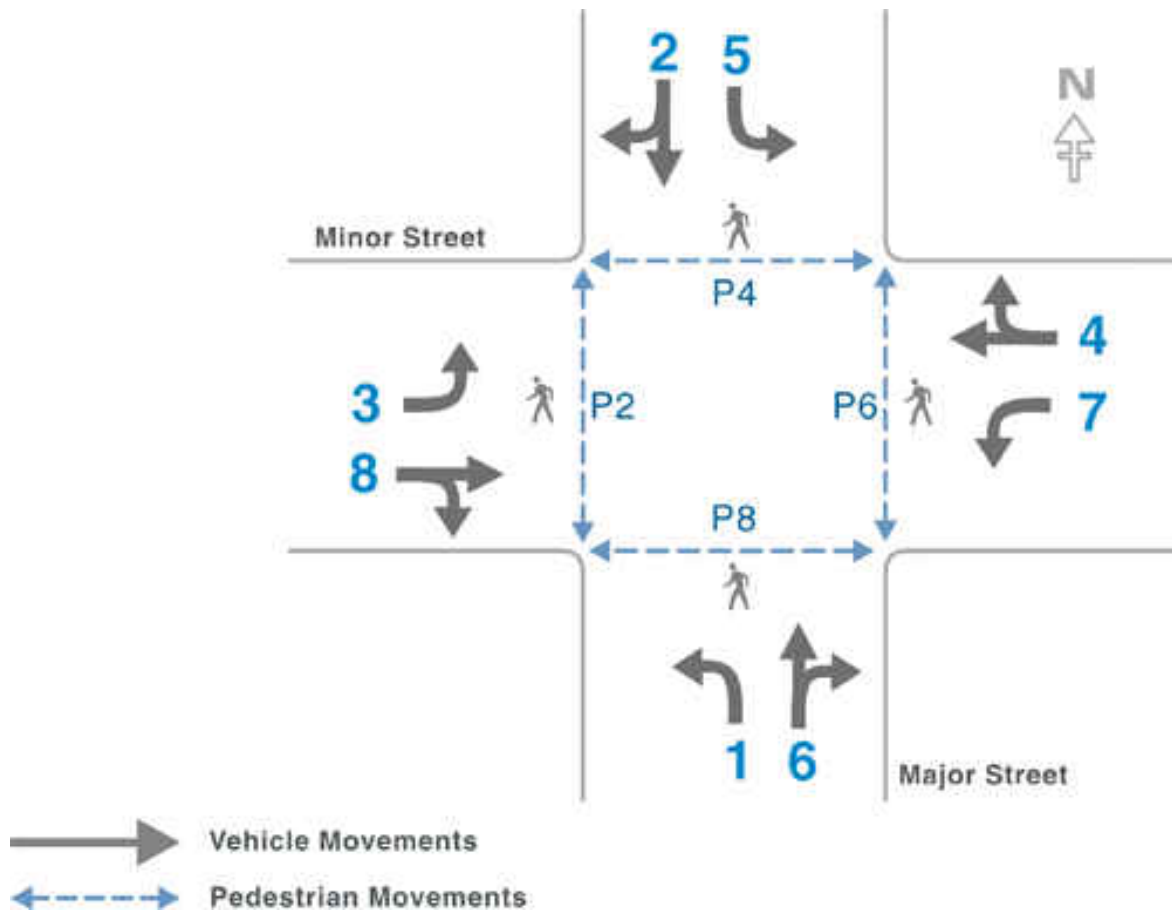 2 5
N
Minor Street
P4
4
3
P2
P6
7
8
P8
1 6
Major Street
Vehicle Movements
Pedestrian Movements